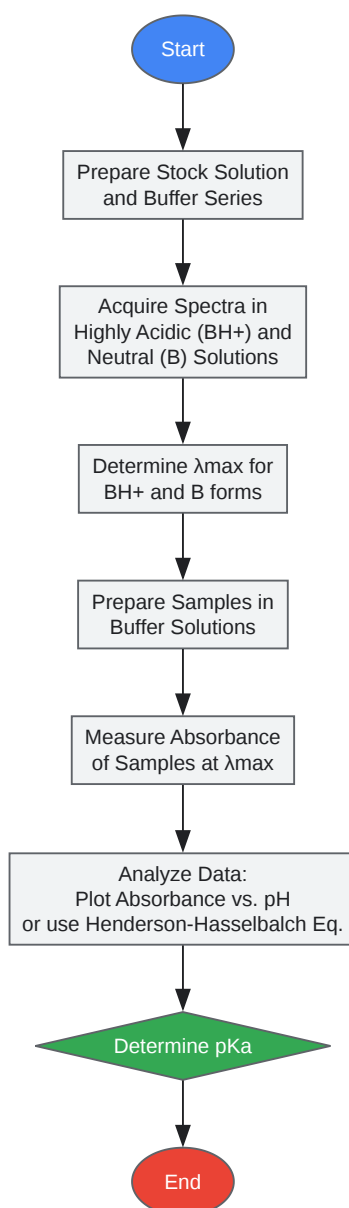 Start
Prepare Stock Solution
and Buffer Series
Acquire Spectra in
Highly Acidic (BH+) and
Neutral (B) Solutions
Determine λmax for
BH+ and B forms
Prepare Samples in
Buffer Solutions
Measure Absorbance
of Samples at λmax
Analyze Data:
Plot Absorbance vs. pH
or use Henderson-Hasselbalch Eq.
Determine pKa
End